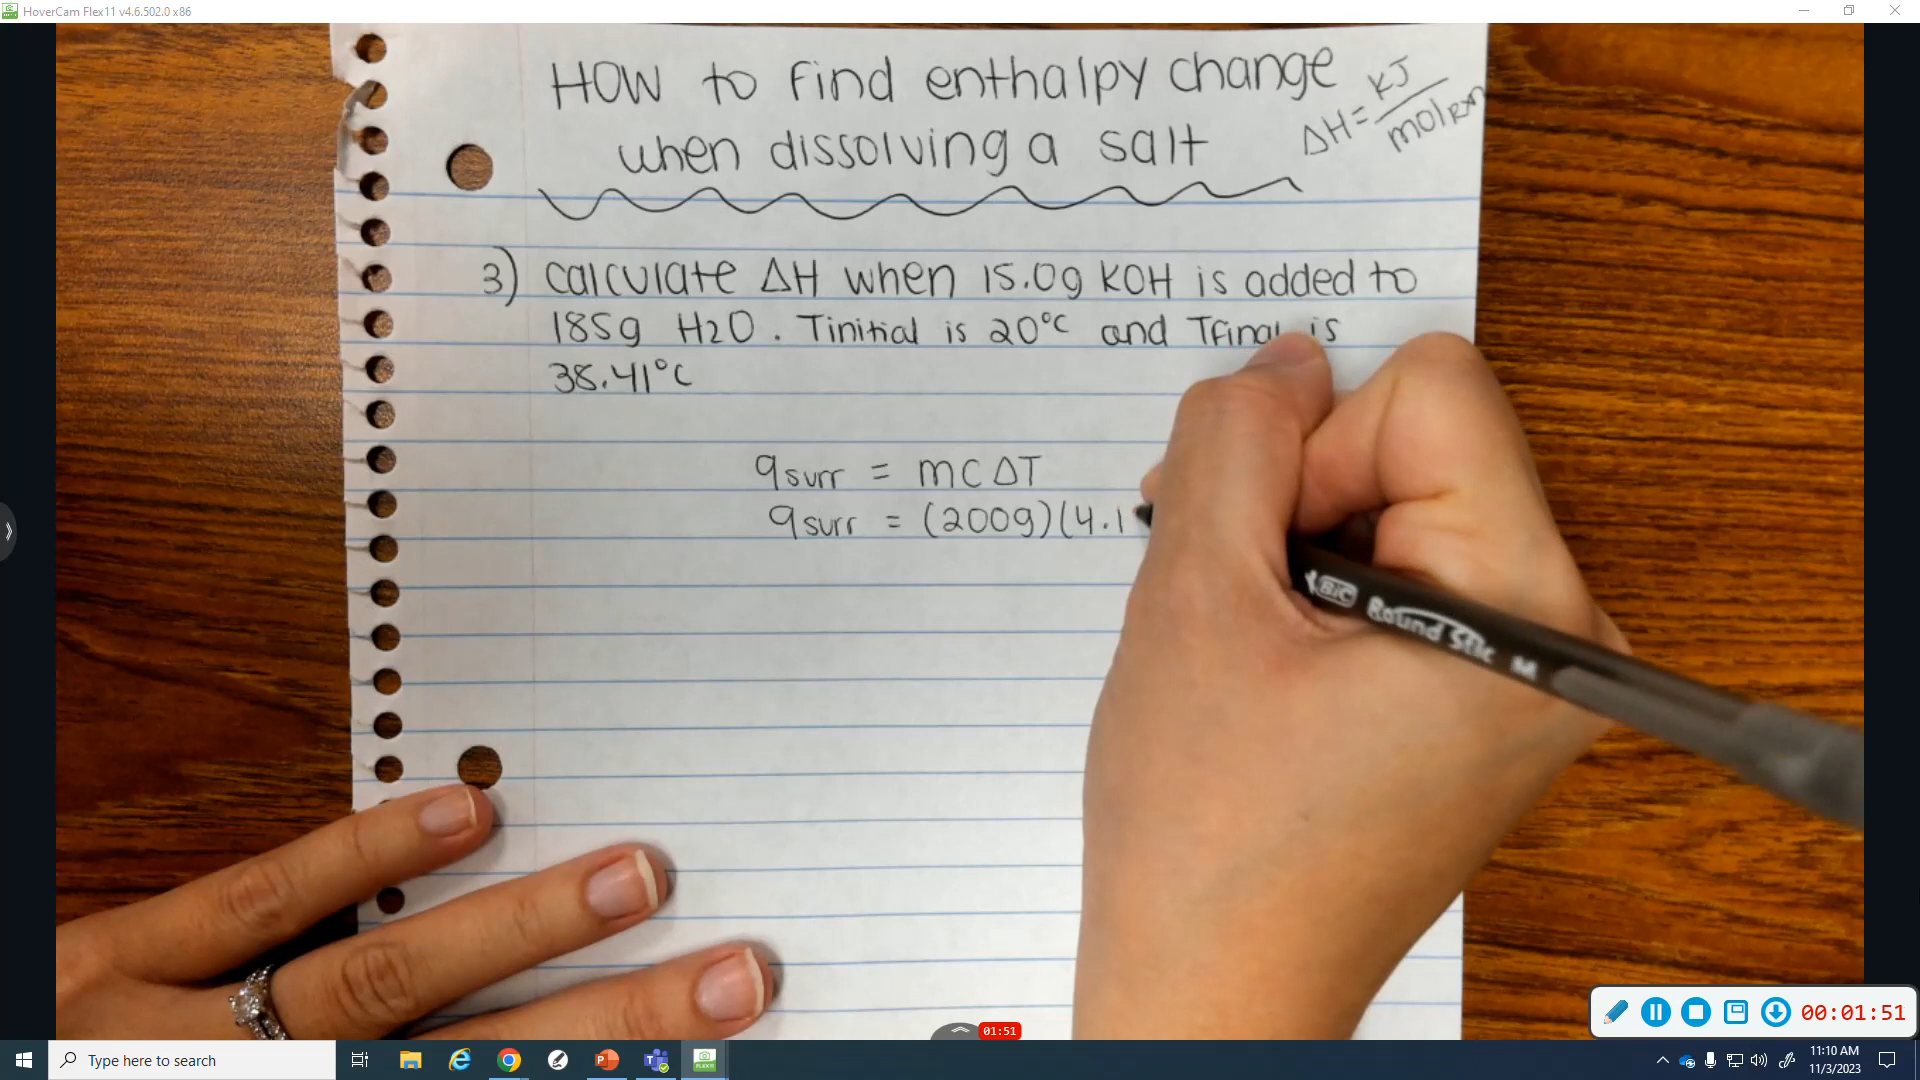 HoverCam Flex11 v4.6.502.0 x86
HOW to find enthalpy change
when dissolving a salt
ΔH = KJ
molRxn
3) calculate ΔH when 15.0g KOH is added to
185g H2O. Tinitial is 20°C and Tfinal is
38.41°C
qsurr = mCΔT
qsurr = (200g)(4.1
BIC Round Stic M
01:51
00:01:51
Type here to search
11:10 AM
11/3/2023